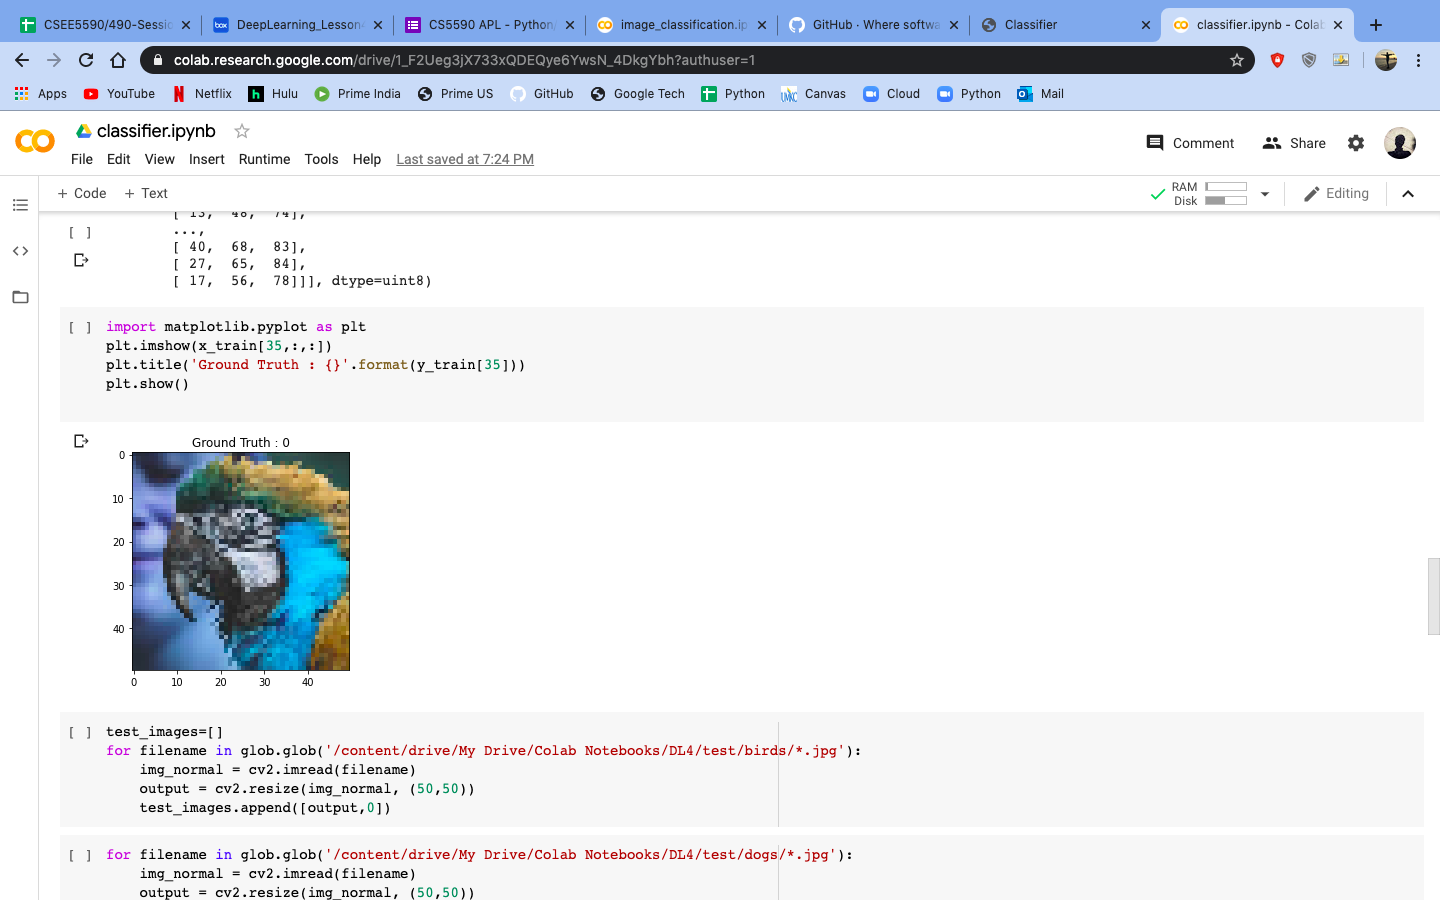 CSEE5590/490-Sessi
DeepLearning_Lesson
CS5590 APL - Python
image_classification.ip
GitHub · Where softwa
Classifier
classifier.ipynb - Colab
colab.research.google.com/drive/1_F2Ueg3jX733xQDEQye6YwsN_4DkgYbh?authuser=1
Apps
YouTube
Netflix
Hulu
Prime India
Prime US
GitHub
Google Tech
Python
Canvas
Cloud
Python
Mail
classifier.ipynb
Comment
Share
File Edit View Insert Runtime Tools Help Last saved at 7:24 PM
+ Code + Text
RAM
Disk
Editing
[ 13, 48, 74],
[ ] ...,
[ 40, 68, 83],
[ 27, 65, 84],
[ 17, 56, 78]]], dtype=uint8)
[ ] import matplotlib.pyplot as plt
plt.imshow(x_train[35,:,:])
plt.title('Ground Truth : {}'.format(y_train[35]))
plt.show()
Ground Truth : 0
0
10
20
30
40
0 10 20 30 40
[ ] test_images=[]
for filename in glob.glob('/content/drive/My Drive/Colab Notebooks/DL4/test/birds/*.jpg'):
img_normal = cv2.imread(filename)
output = cv2.resize(img_normal, (50,50))
test_images.append([output,0])
[ ] for filename in glob.glob('/content/drive/My Drive/Colab Notebooks/DL4/test/dogs/*.jpg'):
img_normal = cv2.imread(filename)
output = cv2.resize(img_normal, (50,50))